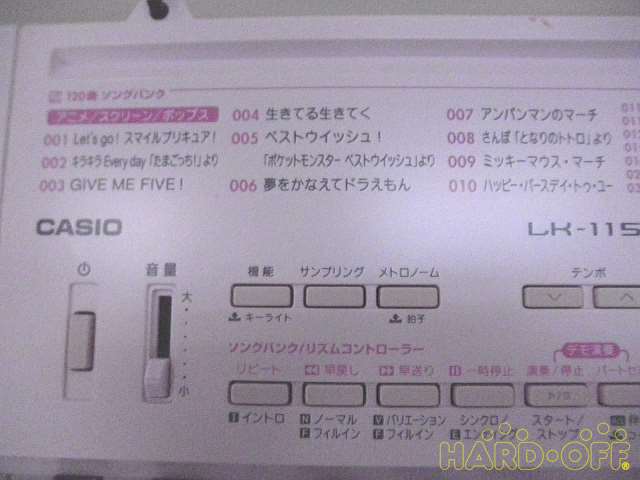 120曲 ソングバンク
アニメ/スクリーン/ポップス
001 Let's go! スマイルプリキュア!
002 キラキラ Every day「たまごっち!」より
003 GIVE ME FIVE!
004 生きてる生きてく
005 ベストウイッシュ!
「ポケットモンスター ベストウイッシュ」より
006 夢をかなえてドラえもん
007 アンパンマンのマーチ
008 さんぽ「となりのトトロ」より
009 ミッキーマウス・マーチ
010 ハッピー・バースデイ・トゥ・ユー
CASIO
LK-115
音量
大
小
機能
サンプリング
メトロノーム
テンポ
キーライト
拍子
ソングバンク/リズムコントローラー
デモ演奏
リピート
早戻し
早送り
一時停止
演奏/停止
パートセ
I イントロ
N ノーマル
F フィルイン
V バリエーション
F フィルイン
シンクロ/
E エンディング
スタート/
ストップ
HARD-OFF